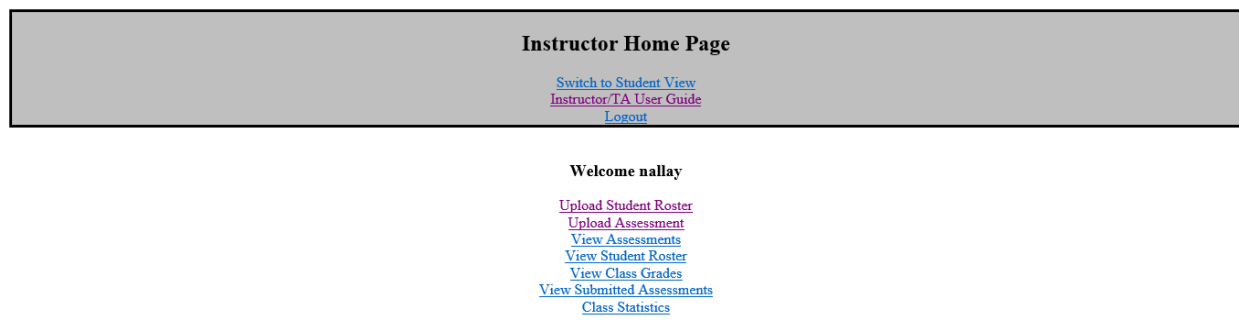 Instructor Home Page
Switch to Student View
Instructor/TA User Guide
Logout
Welcome nallay
Upload Student Roster
Upload Assessment
View Assessments
View Student Roster
View Class Grades
View Submitted Assessments
Class Statistics